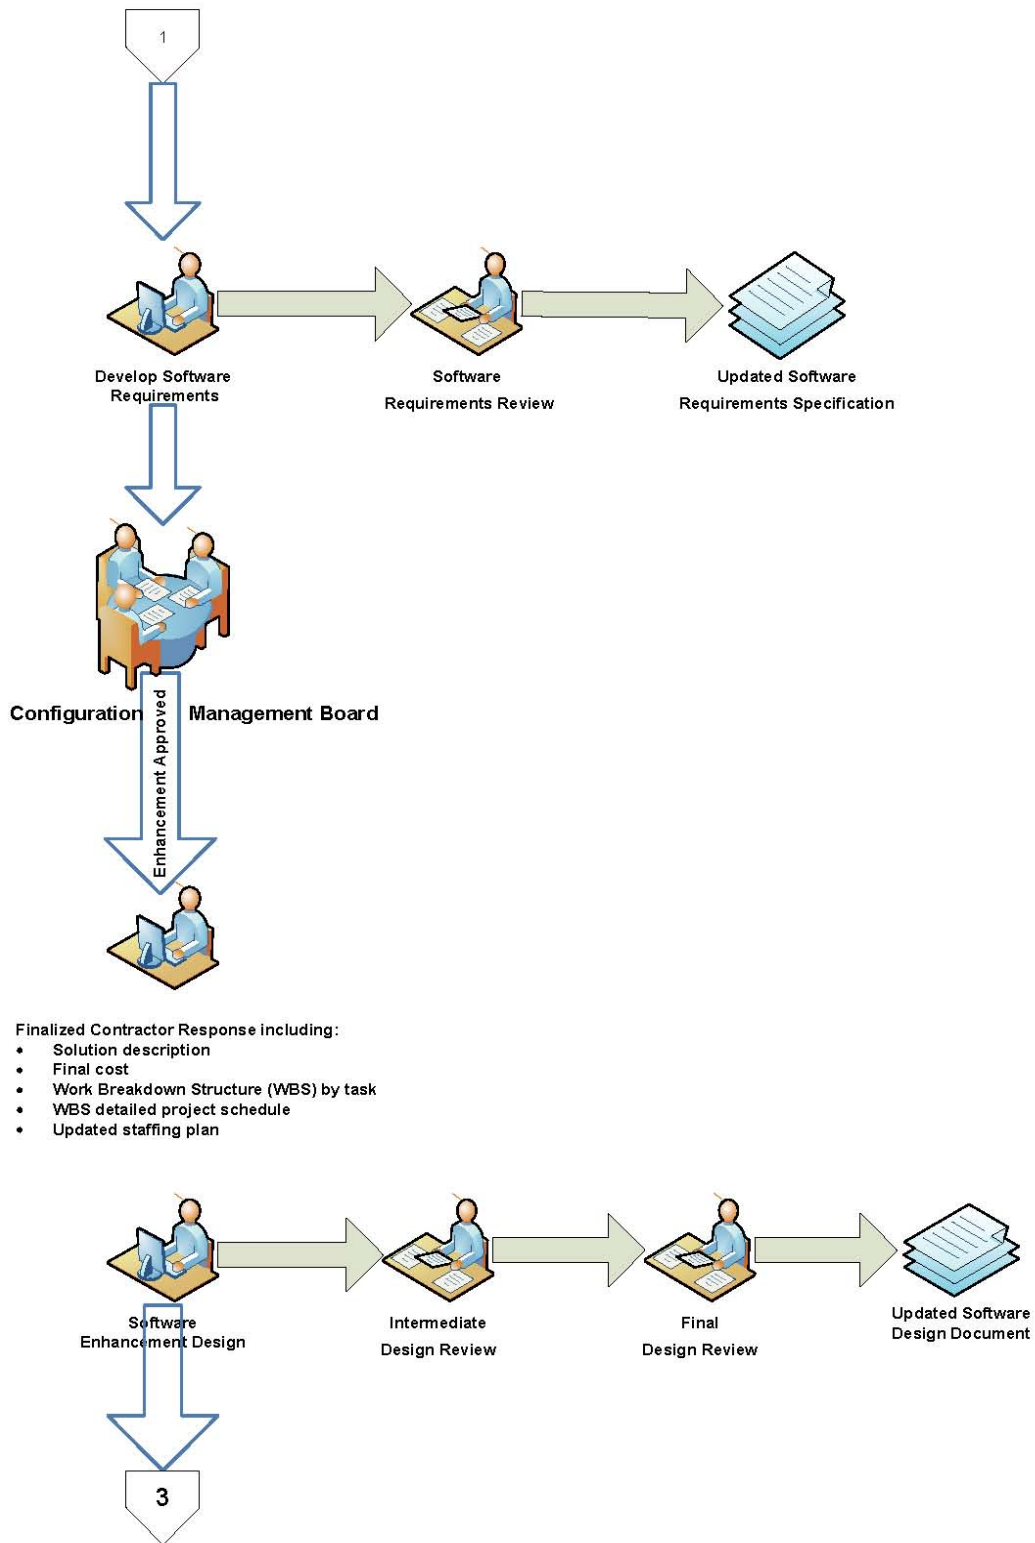 1
Develop Software
Requirements
Software
Requirements Review
Updated Software
Requirements Specification
Configuration Management Board
Enhancement Approved
Finalized Contractor Response including:
• Solution description
• Final cost
• Work Breakdown Structure (WBS) by task
• WBS detailed project schedule
• Updated staffing plan
Software
Enhancement Design
Intermediate
Design Review
Final
Design Review
Updated Software
Design Document
3